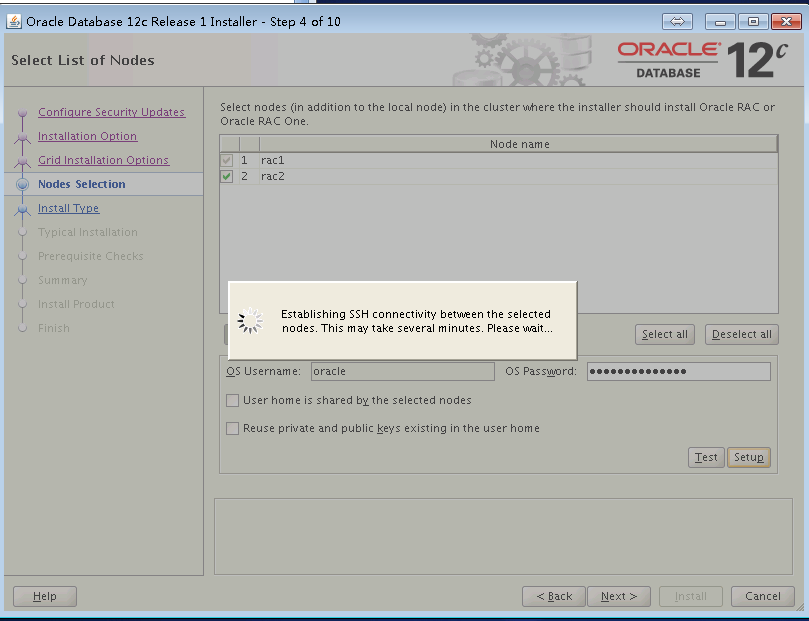 Oracle Database 12c Release 1 Installer - Step 4 of 10
Select List of Nodes
ORACLE
DATABASE
12c
Configure Security Updates
Installation Option
Grid Installation Options
Nodes Selection
Install Type
Typical Installation
Prerequisite Checks
Summary
Install Product
Finish
Select nodes (in addition to the local node) in the cluster where the installer should install Oracle RAC or
Oracle RAC One.
Node name
1 rac1
2 rac2
Establishing SSH connectivity between the selected
nodes. This may take several minutes. Please wait...
Select all Deselect all
OS Username: oracle OS Password: ••••••••••••••
User home is shared by the selected nodes
Reuse private and public keys existing in the user home
Test Setup
Help < Back Next > Install Cancel